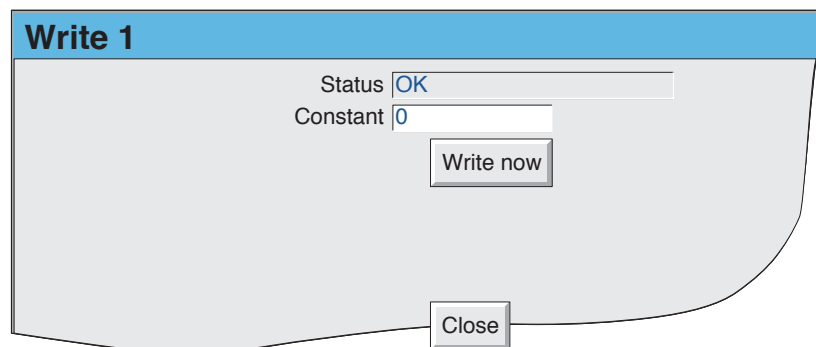 Write 1
Status OK
Constant 0
Write now
Close